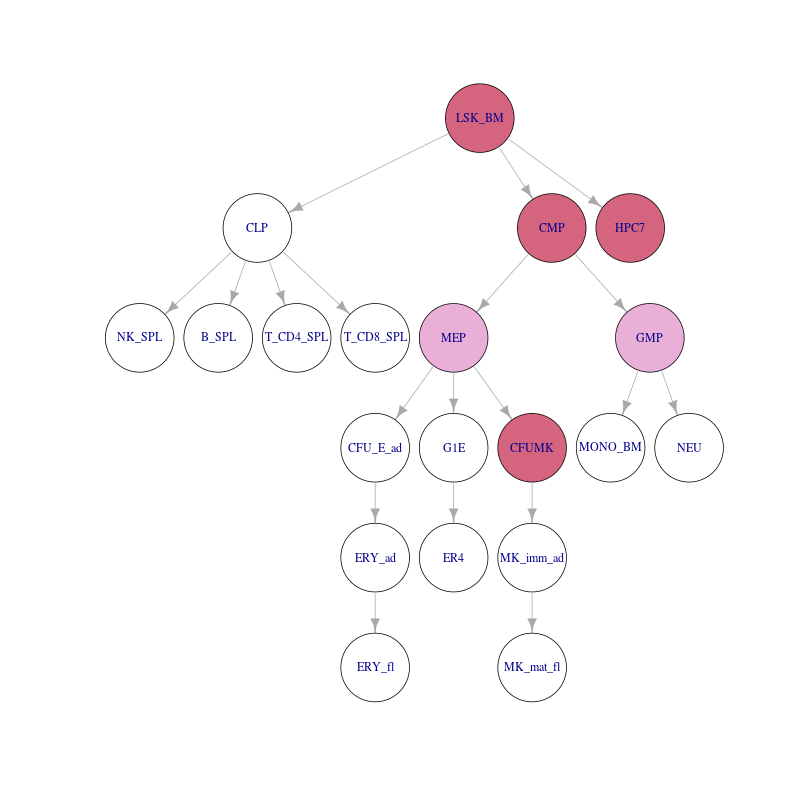 LSK_BM
CLP
CMP
HPC7
NK_SPL
B_SPL
T_CD4_SPL
T_CD8_SPL
MEP
GMP
CFU_E_ad
G1E
CFUMK
MONO_BM
NEU
ERY_ad
ER4
MK_imm_ad
ERY_fl
MK_mat_fl